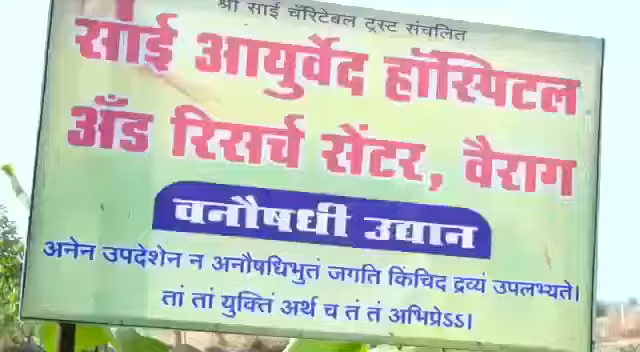 श्री साई चॅरिटेबल ट्रस्ट संचलित
साई आयुर्वेद हॉस्पिटल
अँड रिसर्च सेंटर, वैराग
वनौषधी उद्यान
अनेन उपदेशेन न अनौषधिभुतं जगति किंचिद द्रव्यं उपलभ्यते।
तां तां युक्तिं अर्थ च तं तं अभिप्रेऽऽ।